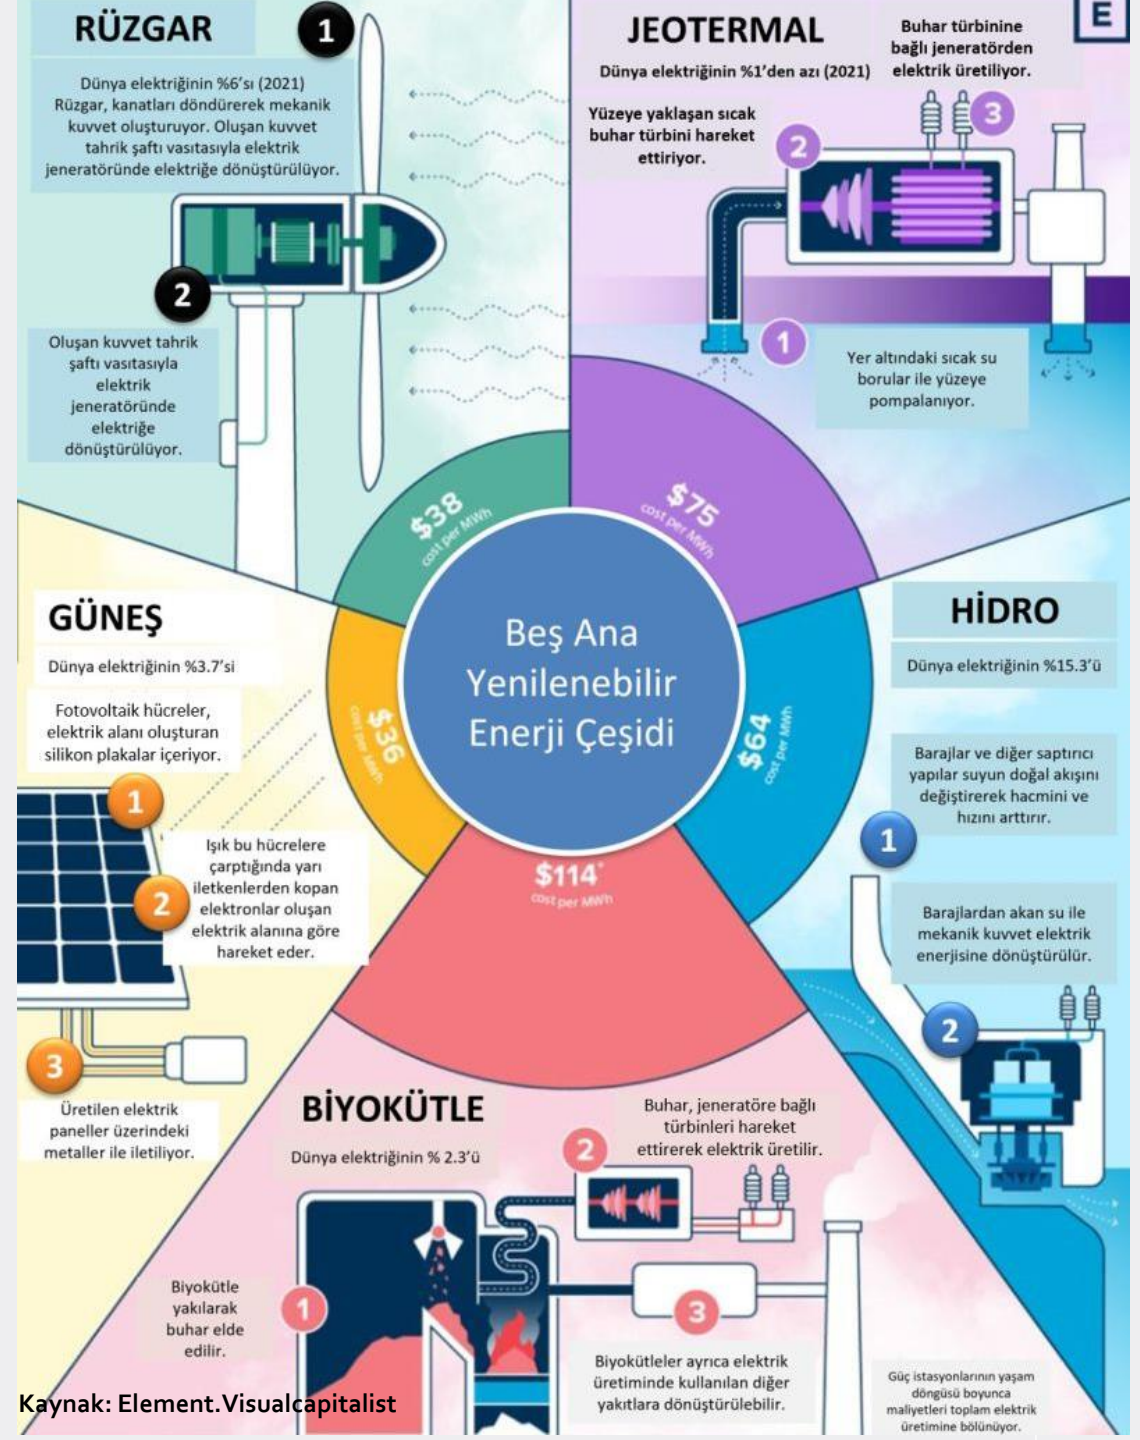 RÜZGAR
1
Dünya elektriğinin %6'sı (2021)
Rüzgar, kanatları döndürerek mekanik
kuvvet oluşturuyor. Oluşan kuvvet
tahrik şaftı vasıtasıyla elektrik
jeneratöründe elektriğe dönüştürülüyor.
2
Oluşan kuvvet tahrik
şaftı vasıtasıyla
elektrik
jeneratöründe
elektriğe
dönüştürülüyor.
$38
cost per MWh
JEOTERMAL
Dünya elektriğinin %1'den azı (2021)
Buhar türbinine
bağlı jeneratörden
elektrik üretiliyor.
E
3
Yüzeye yaklaşan sıcak
buhar türbini hareket
ettiriyor.
2
1
Yer altındaki sıcak su
borular ile yüzeye
pompalanıyor.
$75
cost per MWh
GÜNEŞ
Dünya elektriğinin %3.7'si
Fotovoltaik hücreler,
elektrik alanı oluşturan
silikon plakalar içeriyor.
1
Işık bu hücrelere
çarptığında yarı
iletkenlerden kopan
elektronlar oluşan
elektrik alanına göre
hareket eder.
2
3
Üretilen elektrik
paneller üzerindeki
metaller ile iletiliyor.
$36
cost per MWh
Beş Ana
Yenilenebilir
Enerji Çeşidi
HİDRO
Dünya elektriğinin %15.3'ü
Barajlar ve diğer saptırıcı
yapılar suyun doğal akışını
değiştirerek hacmini ve
hızını arttırır.
1
Barajlardan akan su ile
mekanik kuvvet elektrik
enerjisine dönüştürülür.
2
$64
cost per MWh
$114*
cost per MWh
BİYOKÜTLE
Dünya elektriğinin % 2.3'ü
Buhar, jeneratöre bağlı
türbinleri hareket
ettirerek elektrik üretilir.
2
Biyokütle
yakılarak
buhar elde
edilir.
1
3
Biyokütleler ayrıca elektrik
üretiminde kullanılan diğer
yakıtlara dönüştürülebilir.
Güç istasyonlarının yaşam
döngüsü boyunca
maliyetleri toplam elektrik
üretimine bölünüyor.
Kaynak: Element.Visualcapitalist